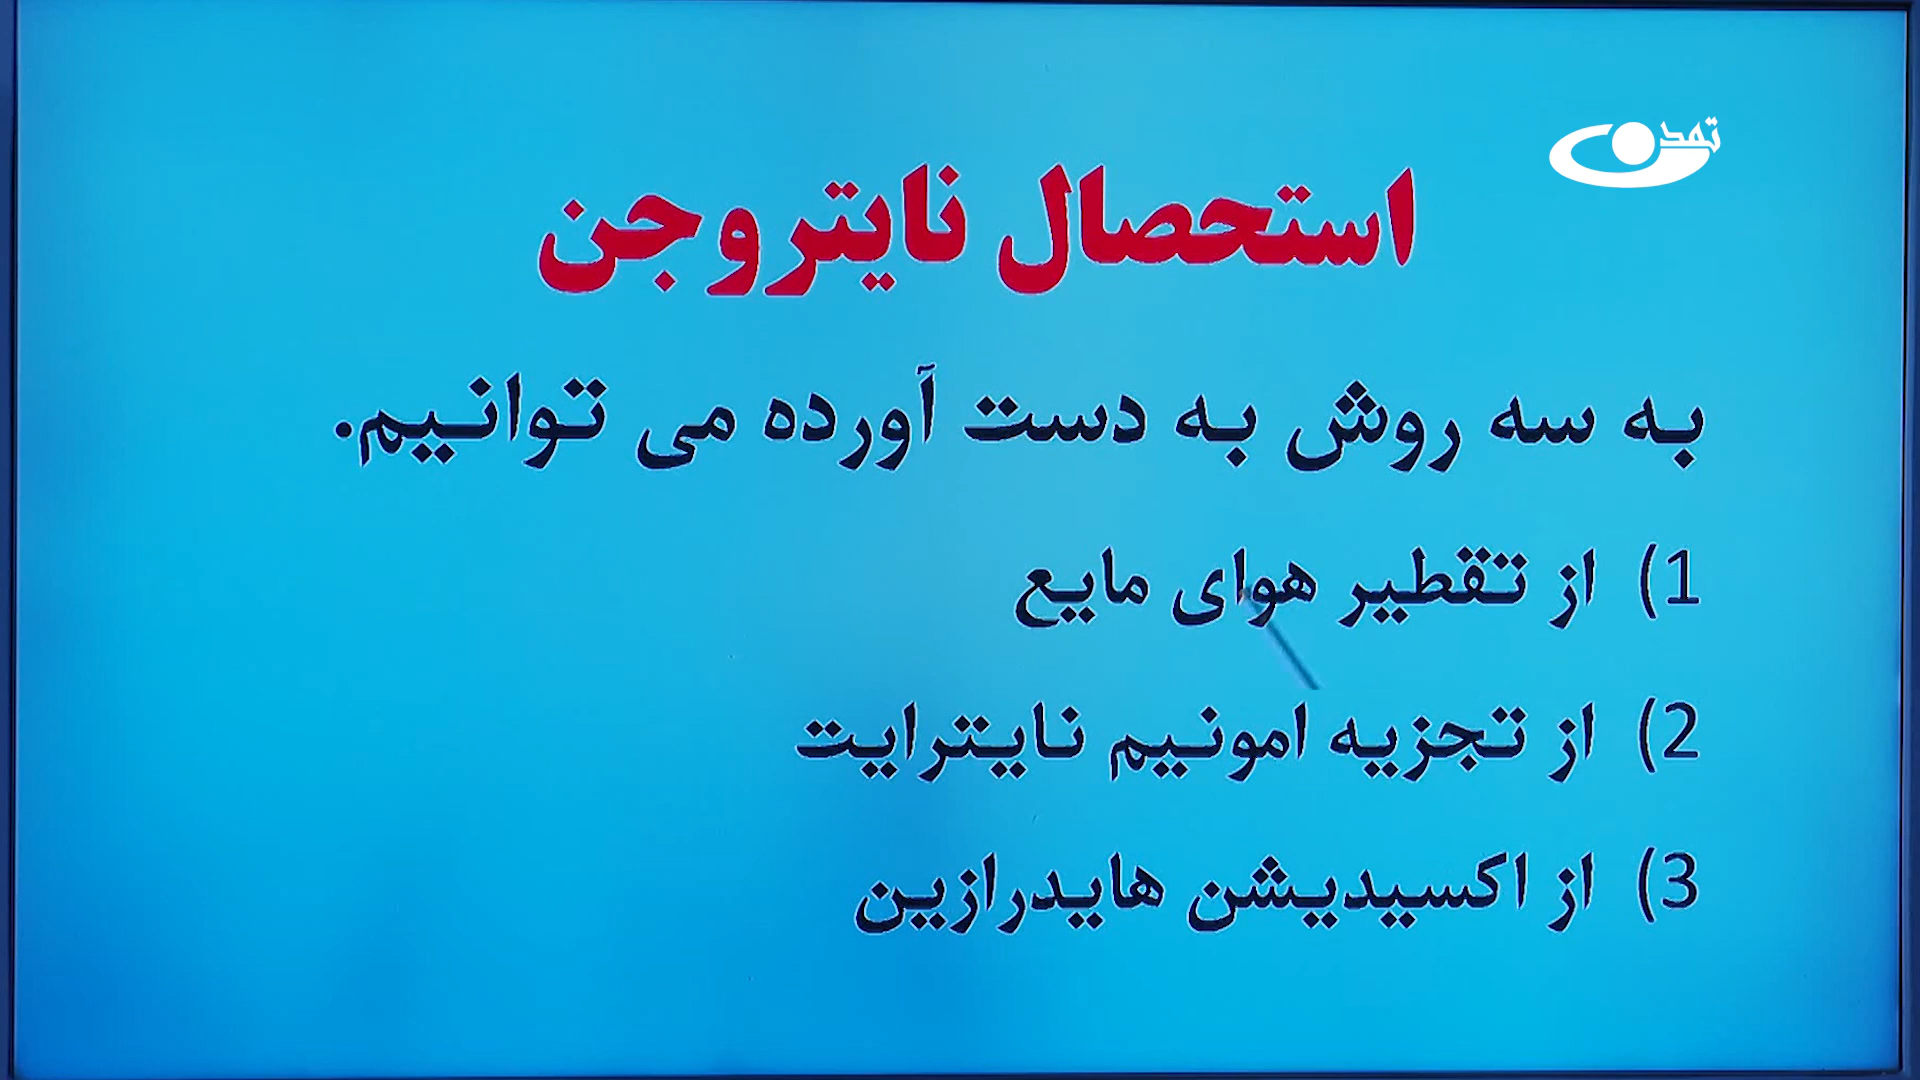 تمدن
استحصال نایتروجن
به سه روش به دست آورده می توانیم.
1) از تقطیر هوای مایع
2) از تجزیه امونیم نایترایت
3) از اکسیدیشن هایدرازین